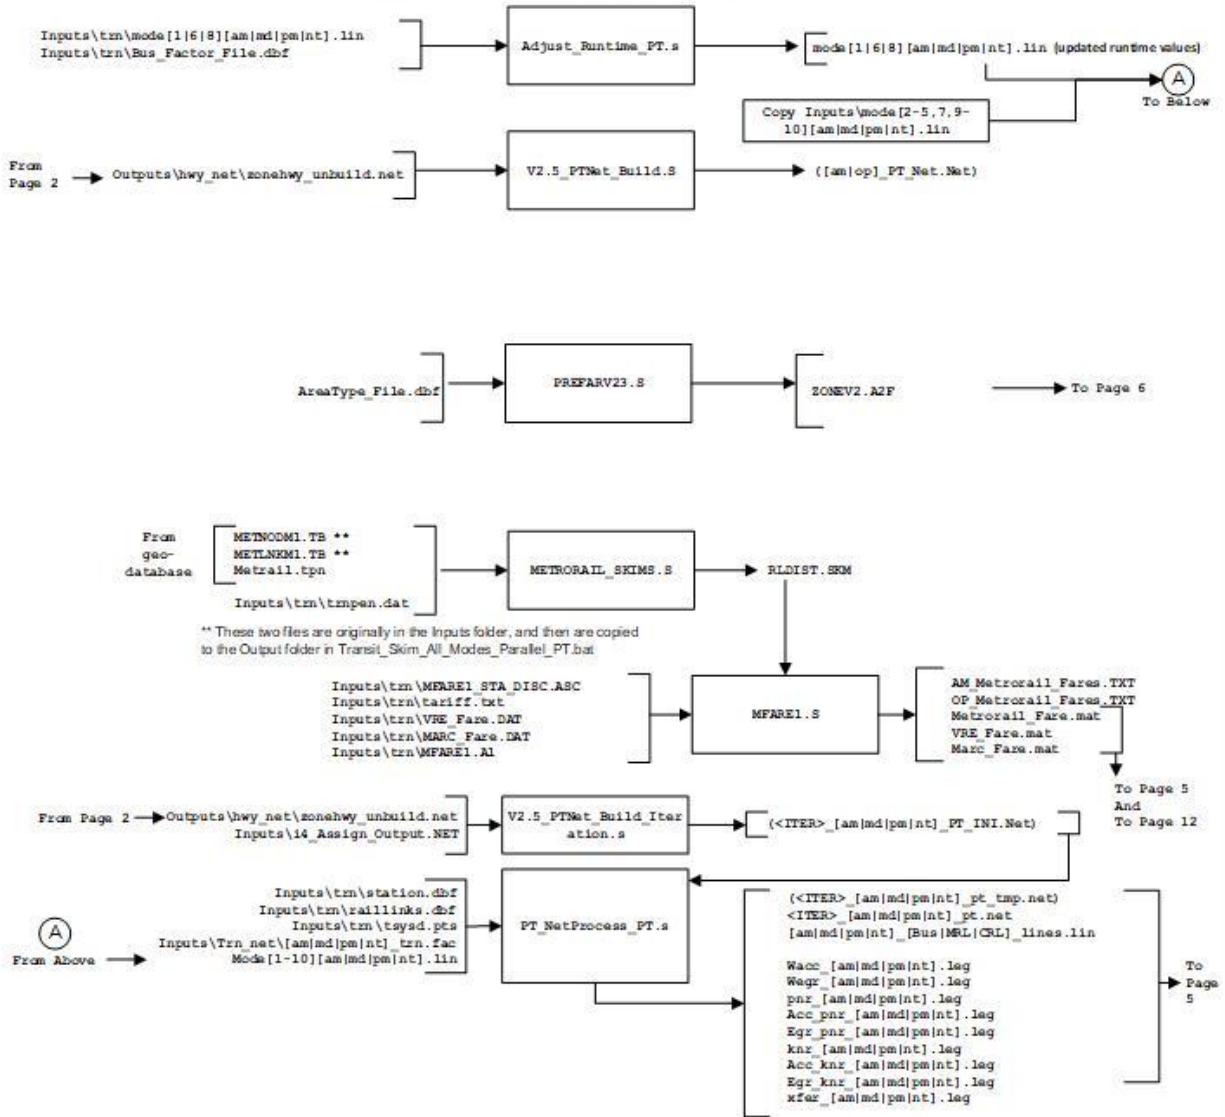 Inputs\trn\mode[1|6|8][am|md|pm|nt].lin
Inputs\trn\Bus_Factor_File.dbf
Adjust_Runtime_PT.s
mode[1|6|8][am|md|pm|nt].lin (updated runtime values)
A
To Below
Copy Inputs\mode[2-5,7,9-
10][am|md|pm|nt].lin
From
Page 2
Outputs\hwy_net\zonehwy_unbuild.net
V2.5_PTNet_Build.S
([am|op]_PT_Net.Net)
AreaType_File.dbf
PREFARV23.S
ZONEV2.A2F
To Page 6
From
geo-
database
METNODM1.TB **
METLNKM1.TB **
Metrail.tpn
Inputs\trn\trnpen.dat
METRORAIL_SKIMS.S
RLDIST.SKM
** These two files are originally in the Inputs folder, and then are copied
to the Output folder in Transit_Skim_All_Modes_Parallel_PT.bat
Inputs\trn\MFARE1_STA_DISC.ASC
Inputs\trn\tariff.txt
Inputs\trn\VRE_Fare.DAT
Inputs\trn\MARC_Fare.DAT
Inputs\trn\MFARE1.A1
MFARE1.S
AM_Metrorail_Fares.TXT
OP_Metrorail_Fares.TXT
Metrorail_Fare.mat
VRE_Fare.mat
Marc_Fare.mat
To Page 5
And
To Page 12
From Page 2
Outputs\hwy_net\zonehwy_unbuild.net
Inputs\i4_Assign_Output.NET
V2.5_PTNet_Build_Iter
ation.s
(<ITER>_[am|md|pm|nt]_PT_INI.Net)
A
From Above
Inputs\trn\station.dbf
Inputs\trn\raillinks.dbf
Inputs\trn\tsysd.pts
Inputs\Trn_net\[am|md|pm|nt]_trn.fac
Mode[1-10][am|md|pm|nt].lin
PT_NetProcess_PT.s
(<ITER>_[am|md|pm|nt]_pt_tmp.net)
<ITER>_[am|md|pm|nt]_pt.net
[am|md|pm|nt]_[Bus|MRL|CRL]_lines.lin
Wacc_[am|md|pm|nt].leg
Wegr_[am|md|pm|nt].leg
pnr_[am|md|pm|nt].leg
Acc_pnr_[am|md|pm|nt].leg
Egr_pnr_[am|md|pm|nt].leg
knr_[am|md|pm|nt].leg
Acc_knr_[am|md|pm|nt].leg
Egr_knr_[am|md|pm|nt].leg
xfer_[am|md|pm|nt].leg
To
Page
5